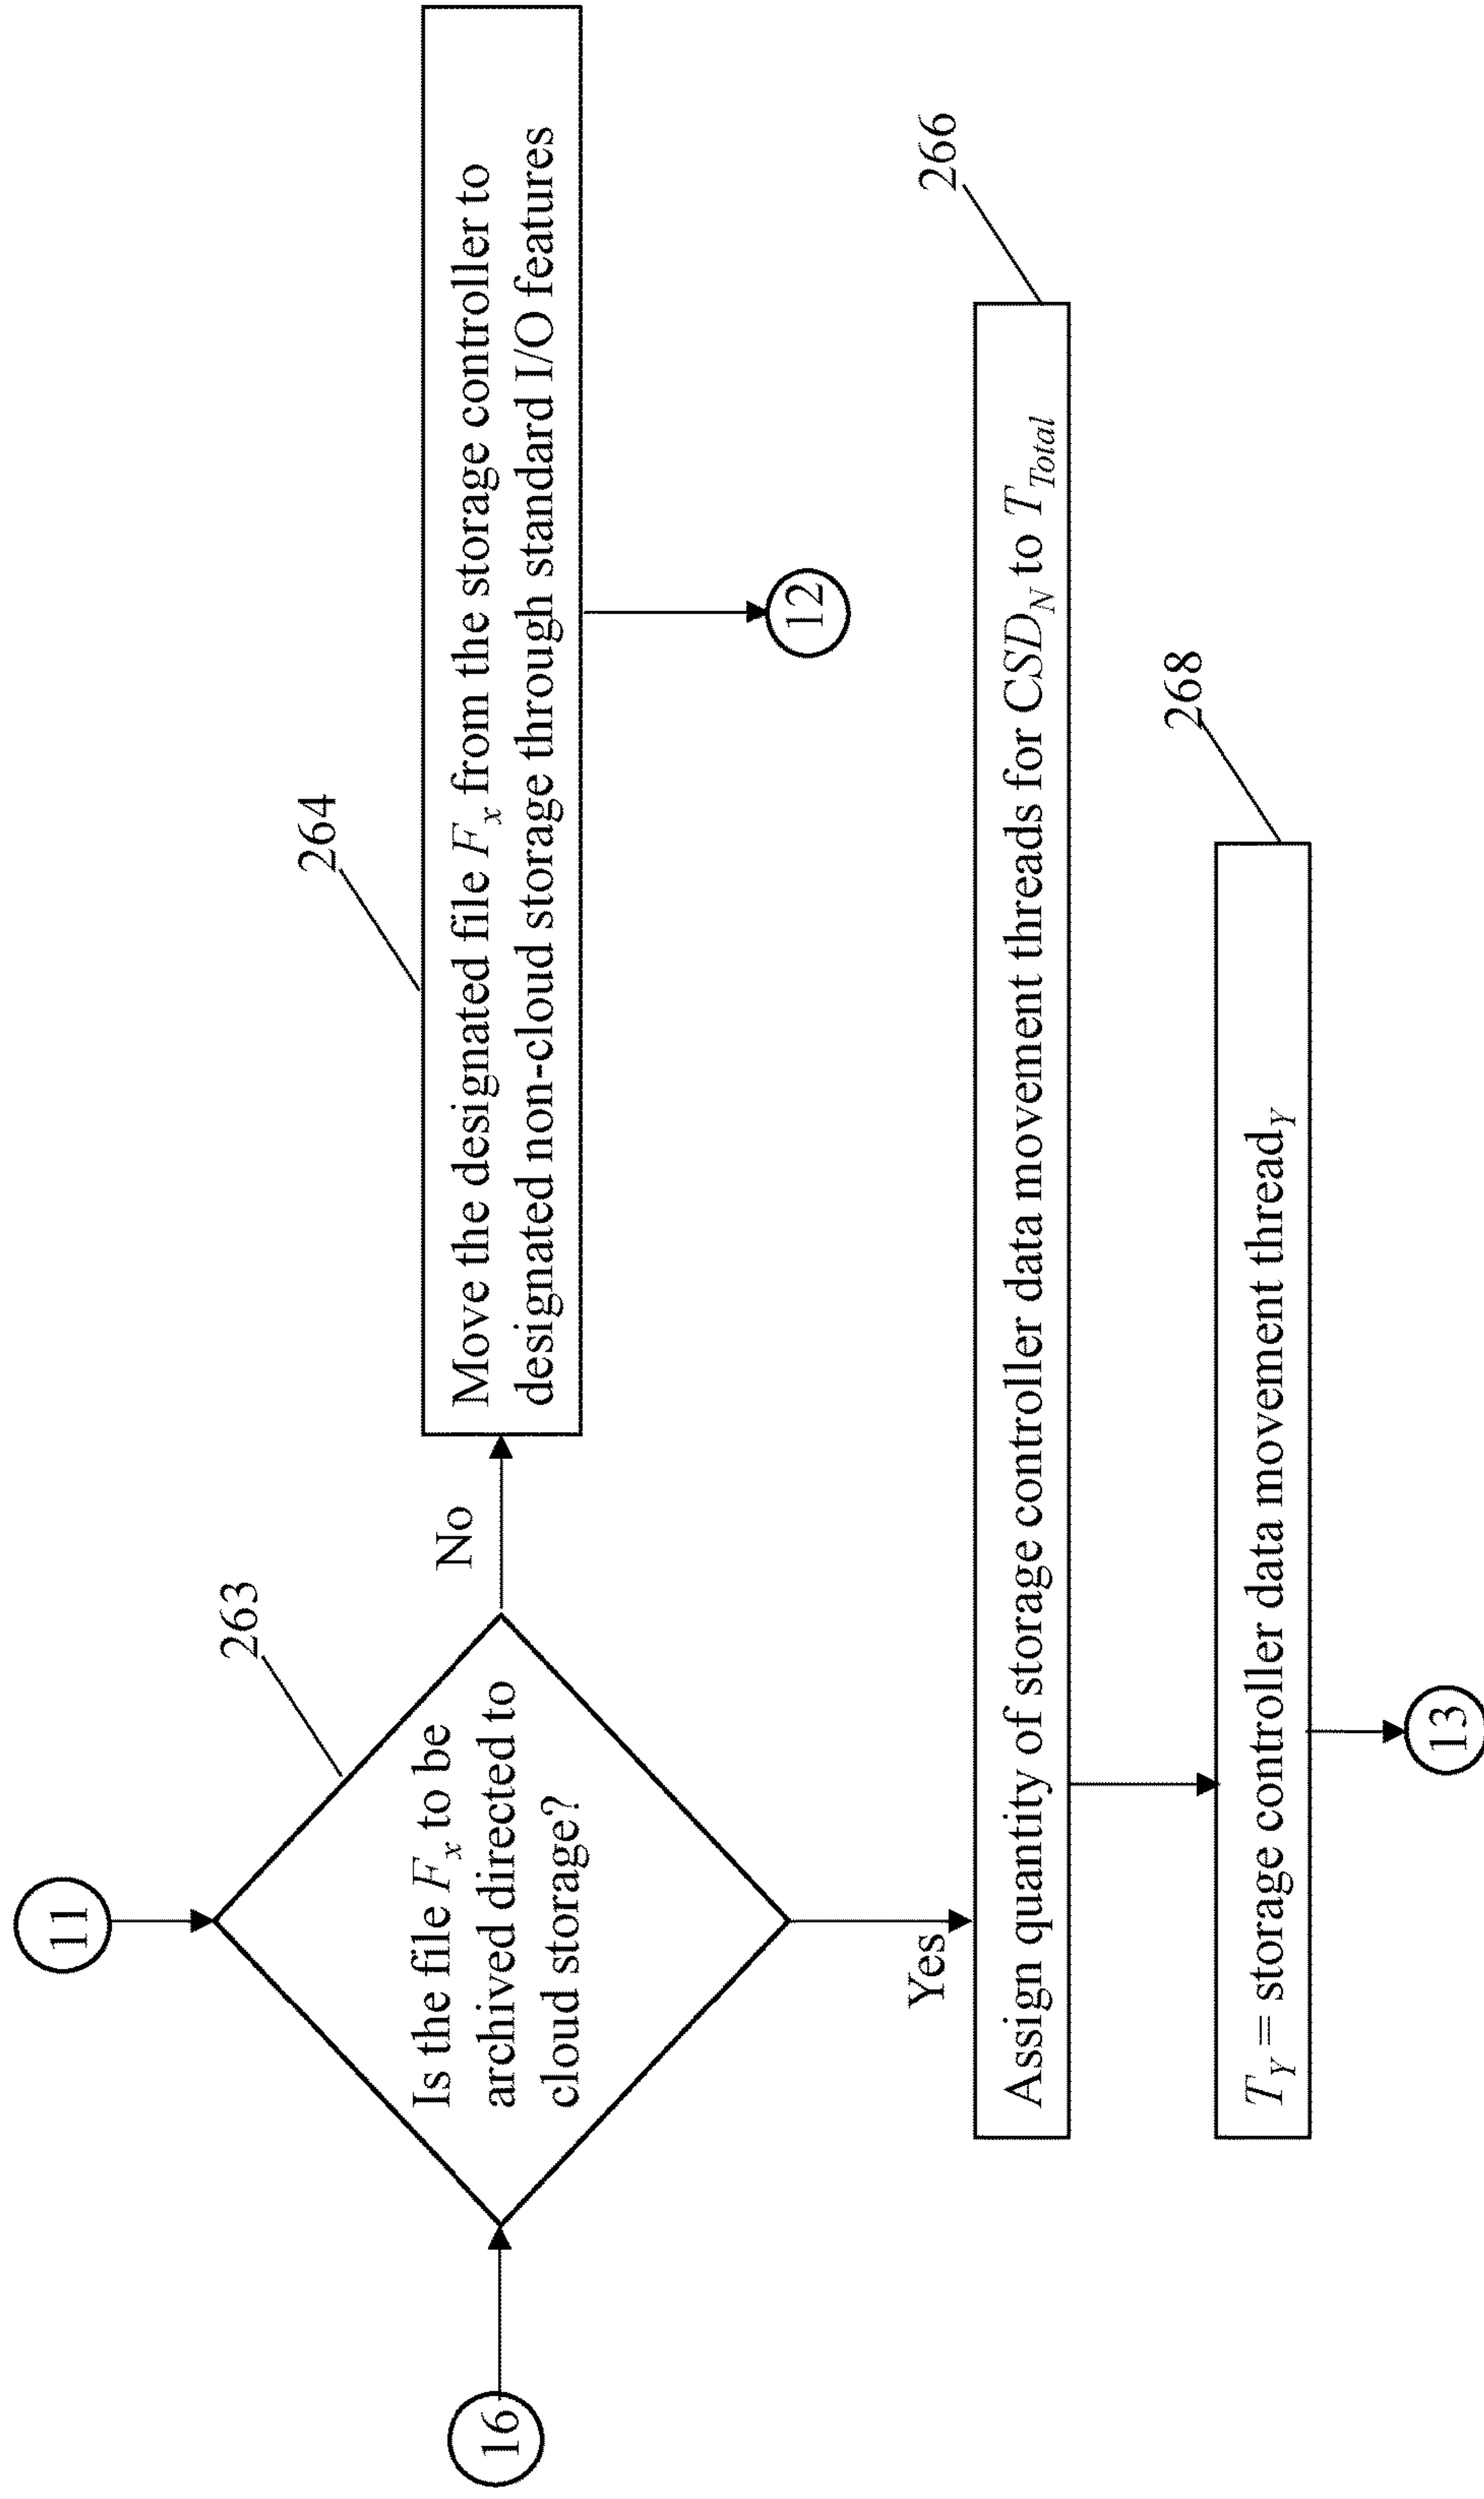 11
263
264
16
Is the file Fₓ to be
archived directed to
cloud storage?
No
Move the designated file Fₓ from the storage controller to
designated non-cloud storage through standard I/O features
12
Yes
266
Assign quantity of storage controller data movement threads for CSD_N to T_Total
268
T_Y = storage controller data movement thread_Y
13